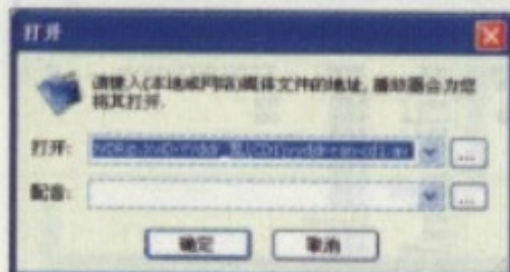 打开
请键入(本地或网络)媒体文件的地址, 播放器会为您
将其打开.
打开:
...
配音:
...
确定
取消